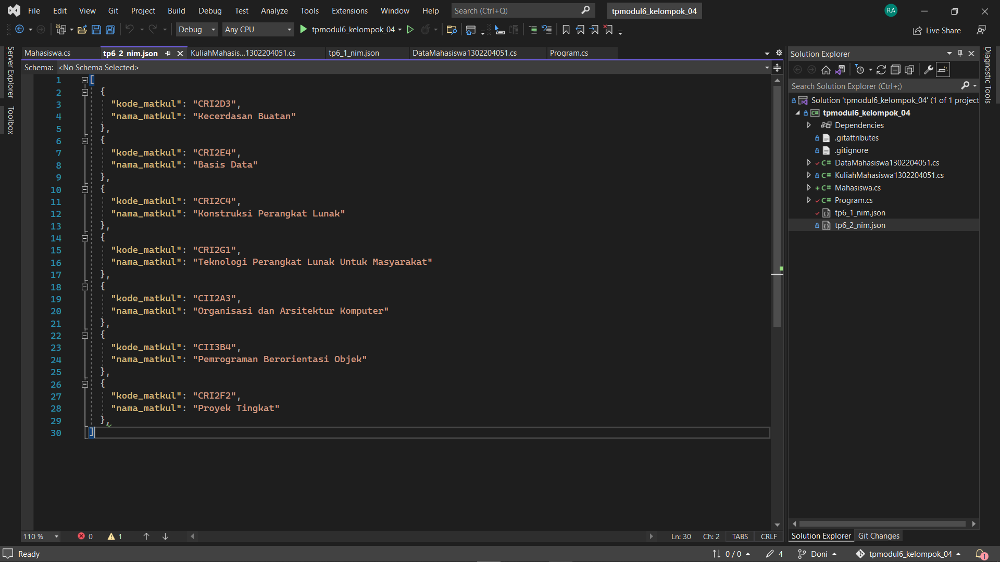 File Edit View Git Project Build Debug Test Analyze Tools Extensions Window Help Search (Ctrl+Q) tpmodul6_kelompok_04 RA
Debug Any CPU tpmodul6_kelompok_04 Live Share
Server Explorer
Toolbox
Mahasiswa.cs tp6_2_nim.json KuliahMahasis...1302204051.cs tp6_1_nim.json DataMahasiswa1302204051.cs Program.cs
Schema: <No Schema Selected>
1 [
2 {
3 "kode_matkul": "CRI2D3",
4 "nama_matkul": "Kecerdasan Buatan"
5 },
6 {
7 "kode_matkul": "CRI2E4",
8 "nama_matkul": "Basis Data"
9 },
10 {
11 "kode_matkul": "CRI2C4",
12 "nama_matkul": "Konstruksi Perangkat Lunak"
13 },
14 {
15 "kode_matkul": "CRI2G1",
16 "nama_matkul": "Teknologi Perangkat Lunak Untuk Masyarakat"
17 },
18 {
19 "kode_matkul": "CII2A3",
20 "nama_matkul": "Organisasi dan Arsitektur Komputer"
21 },
22 {
23 "kode_matkul": "CII3B4",
24 "nama_matkul": "Pemrograman Berorientasi Objek"
25 },
26 {
27 "kode_matkul": "CRI2F2",
28 "nama_matkul": "Proyek Tingkat"
29 },
30 ]
110 % 0 1 Ln: 30 Ch: 2 TABS CRLF
Solution Explorer
Search Solution Explorer (Ctrl+;)
Solution 'tpmodul6_kelompok_04' (1 of 1 project
tpmodul6_kelompok_04
Dependencies
.gitattributes
.gitignore
C# DataMahasiswa1302204051.cs
C# KuliahMahasiswa1302204051.cs
C# Mahasiswa.cs
C# Program.cs
tp6_1_nim.json
tp6_2_nim.json
Solution Explorer Git Changes
Diagnostic Tools
Ready 0 / 0 4 Doni tpmodul6_kelompok_04 1